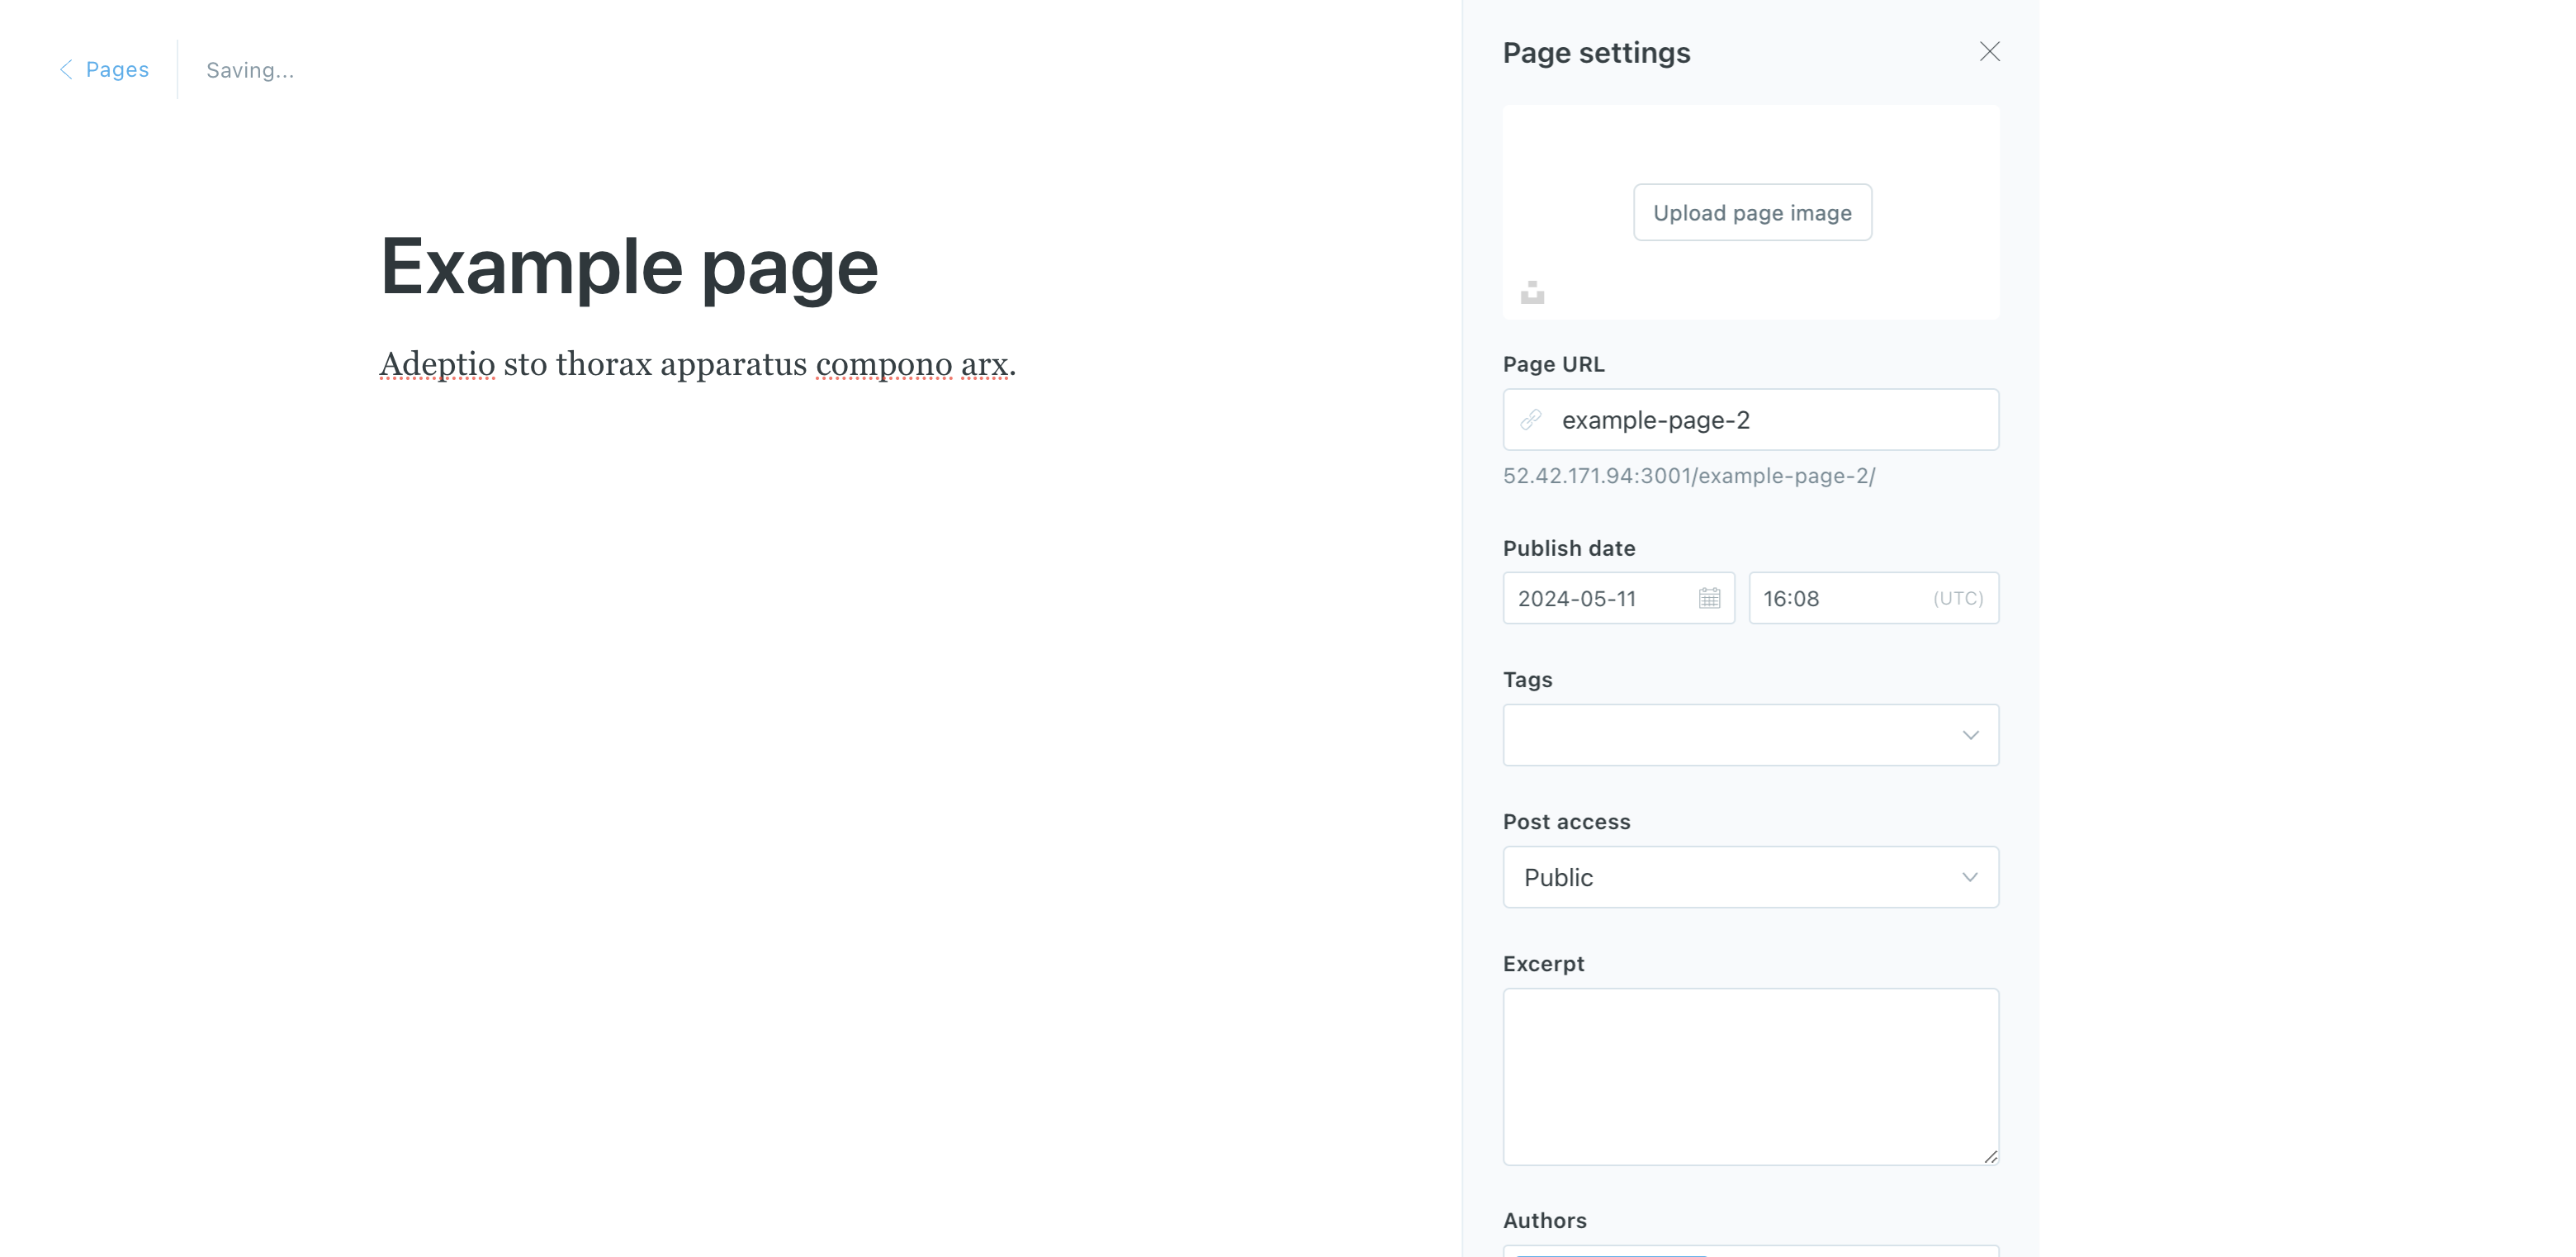 Pages
Saving...
Example page
Adeptio sto thorax apparatus compono arx.
Page settings
Upload page image
Page URL
example-page-2
52.42.171.94:3001/example-page-2/
Publish date
2024-05-11
16:08 (UTC)
Tags
Post access
Public
Excerpt
Authors